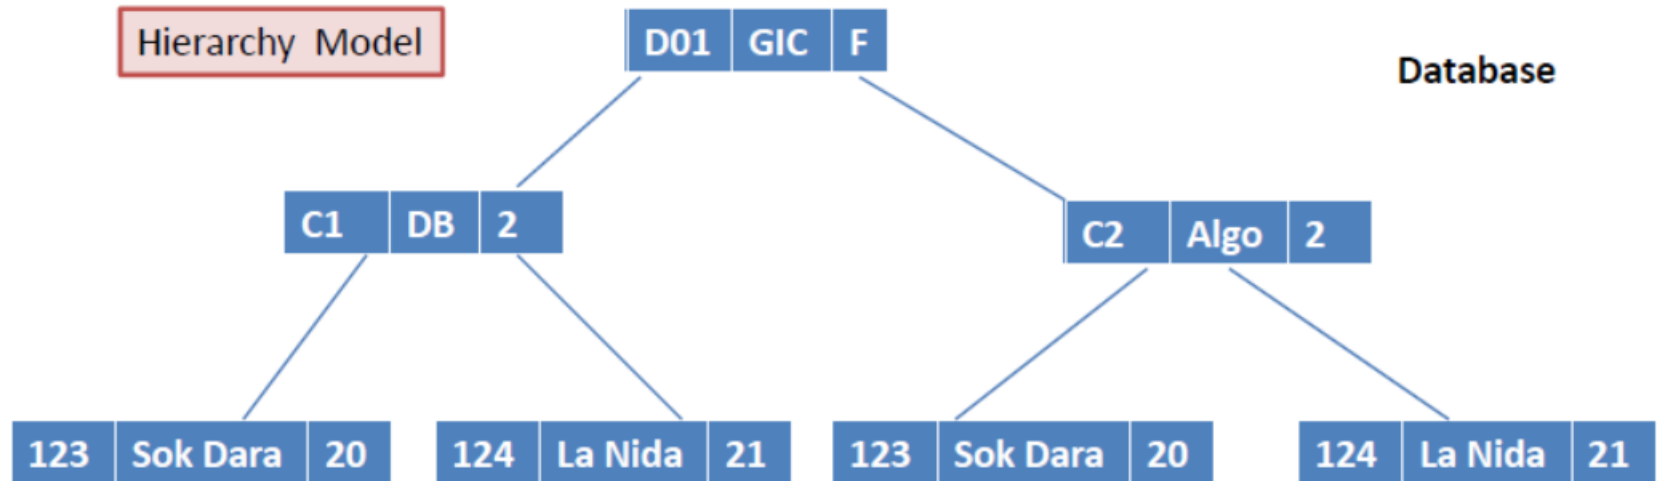 Hierarchy Model
D01 GIC F
Database
C1 DB 2
C2 Algo 2
123 Sok Dara 20
124 La Nida 21
123 Sok Dara 20
124 La Nida 21